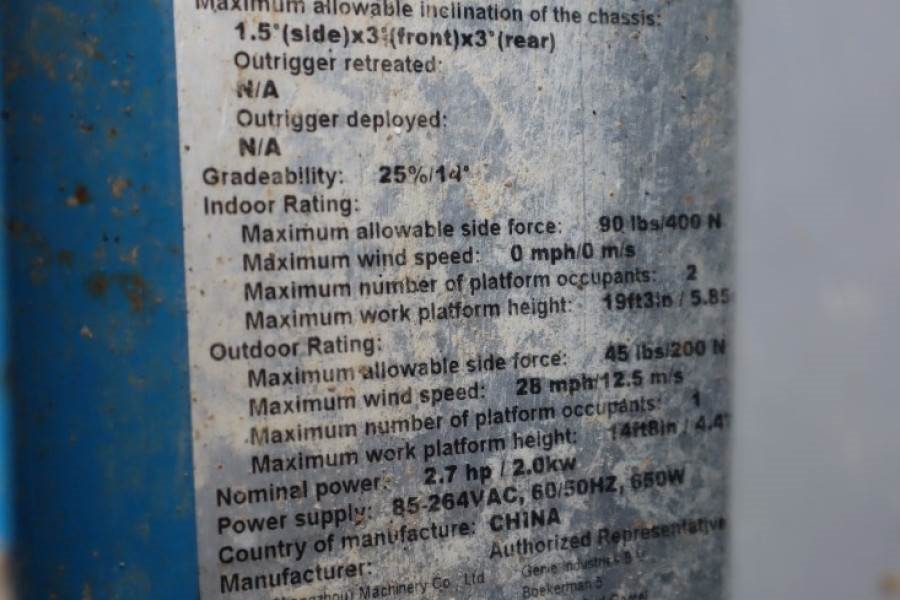 Maximum allowable inclination of the chassis:
1.5°(side)x3°(front)x3°(rear)
Outrigger retreated:
N/A
Outrigger deployed:
N/A
Gradeability: 25%/14°
Indoor Rating:
Maximum allowable side force: 90 lbs/400 N
Maximum wind speed: 0 mph/0 m/s
Maximum number of platform occupants: 2
Maximum work platform height: 19ft3in / 5.85
Outdoor Rating:
Maximum allowable side force: 45 lbs/200 N
Maximum wind speed: 28 mph/12.5 m/s
Maximum number of platform occupants: 1
Maximum work platform height: 14ft8in / 4.4
Nominal power: 2.7 hp / 2.0kw
Power supply: 85-264VAC, 60/50HZ, 650W
Country of manufacture: CHINA
Manufacturer: Authorized Representative
Machinery Co., Ltd Genie Industries
Boekerman 5